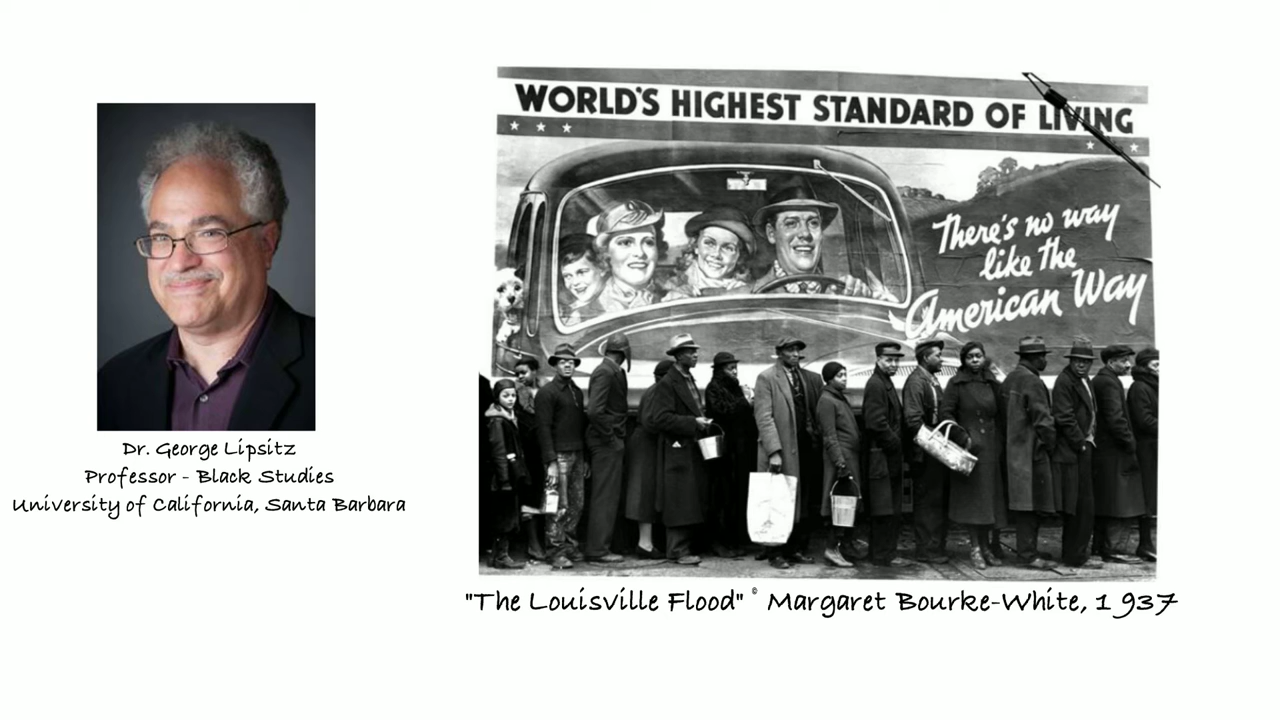 Dr. George Lipsitz
Professor - Black Studies
University of California, Santa Barbara
WORLD'S HIGHEST STANDARD OF LIVING
There's no way
like the
American Way
"The Louisville Flood" © Margaret Bourke-White, 1937